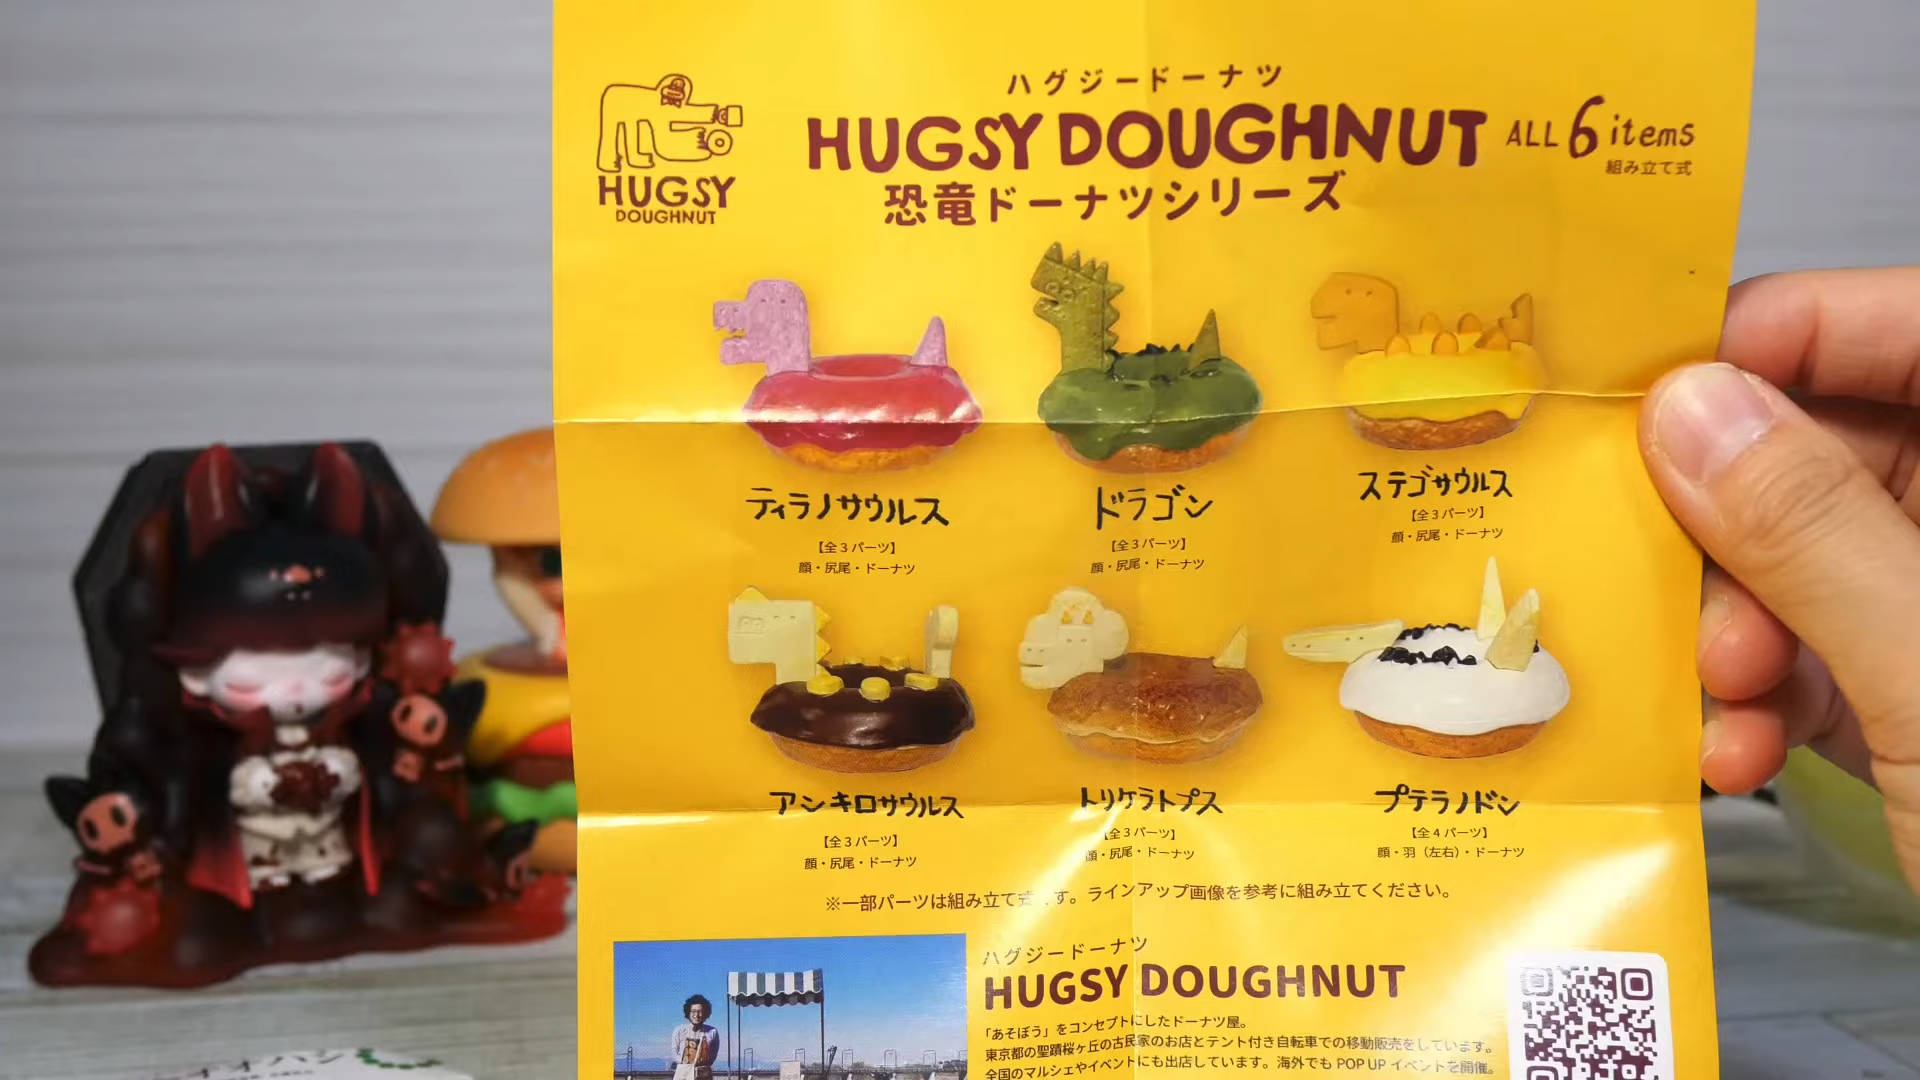 ハグジードーナツ
HUGSY DOUGHNUT
ALL 6 items
組み立て式
HUGSY
DOUGHNUT
恐竜ドーナツシリーズ
ティラノサウルス
【全3パーツ】
顔・尻尾・ドーナツ
ドラゴン
【全3パーツ】
顔・尻尾・ドーナツ
ステゴサウルス
【全3パーツ】
顔・尻尾・ドーナツ
アンキロサウルス
【全3パーツ】
顔・尻尾・ドーナツ
トリケラトプス
【全3パーツ】
顔・尻尾・ドーナツ
プテラノドン
【全4パーツ】
顔・羽（左右）・ドーナツ
※一部パーツは組み立て式 す。ラインアップ画像を参考に組み立てください。
ハグジードーナツ
HUGSY DOUGHNUT
「あそぼう」をコンセプトにしたドーナツ屋。
東京都の聖蹟桜ヶ丘の古民家のお店とテント付き自転車での移動販売をしています。
全国のマルシェやイベントにも出店しています。海外でも POP UP イベントを開催。